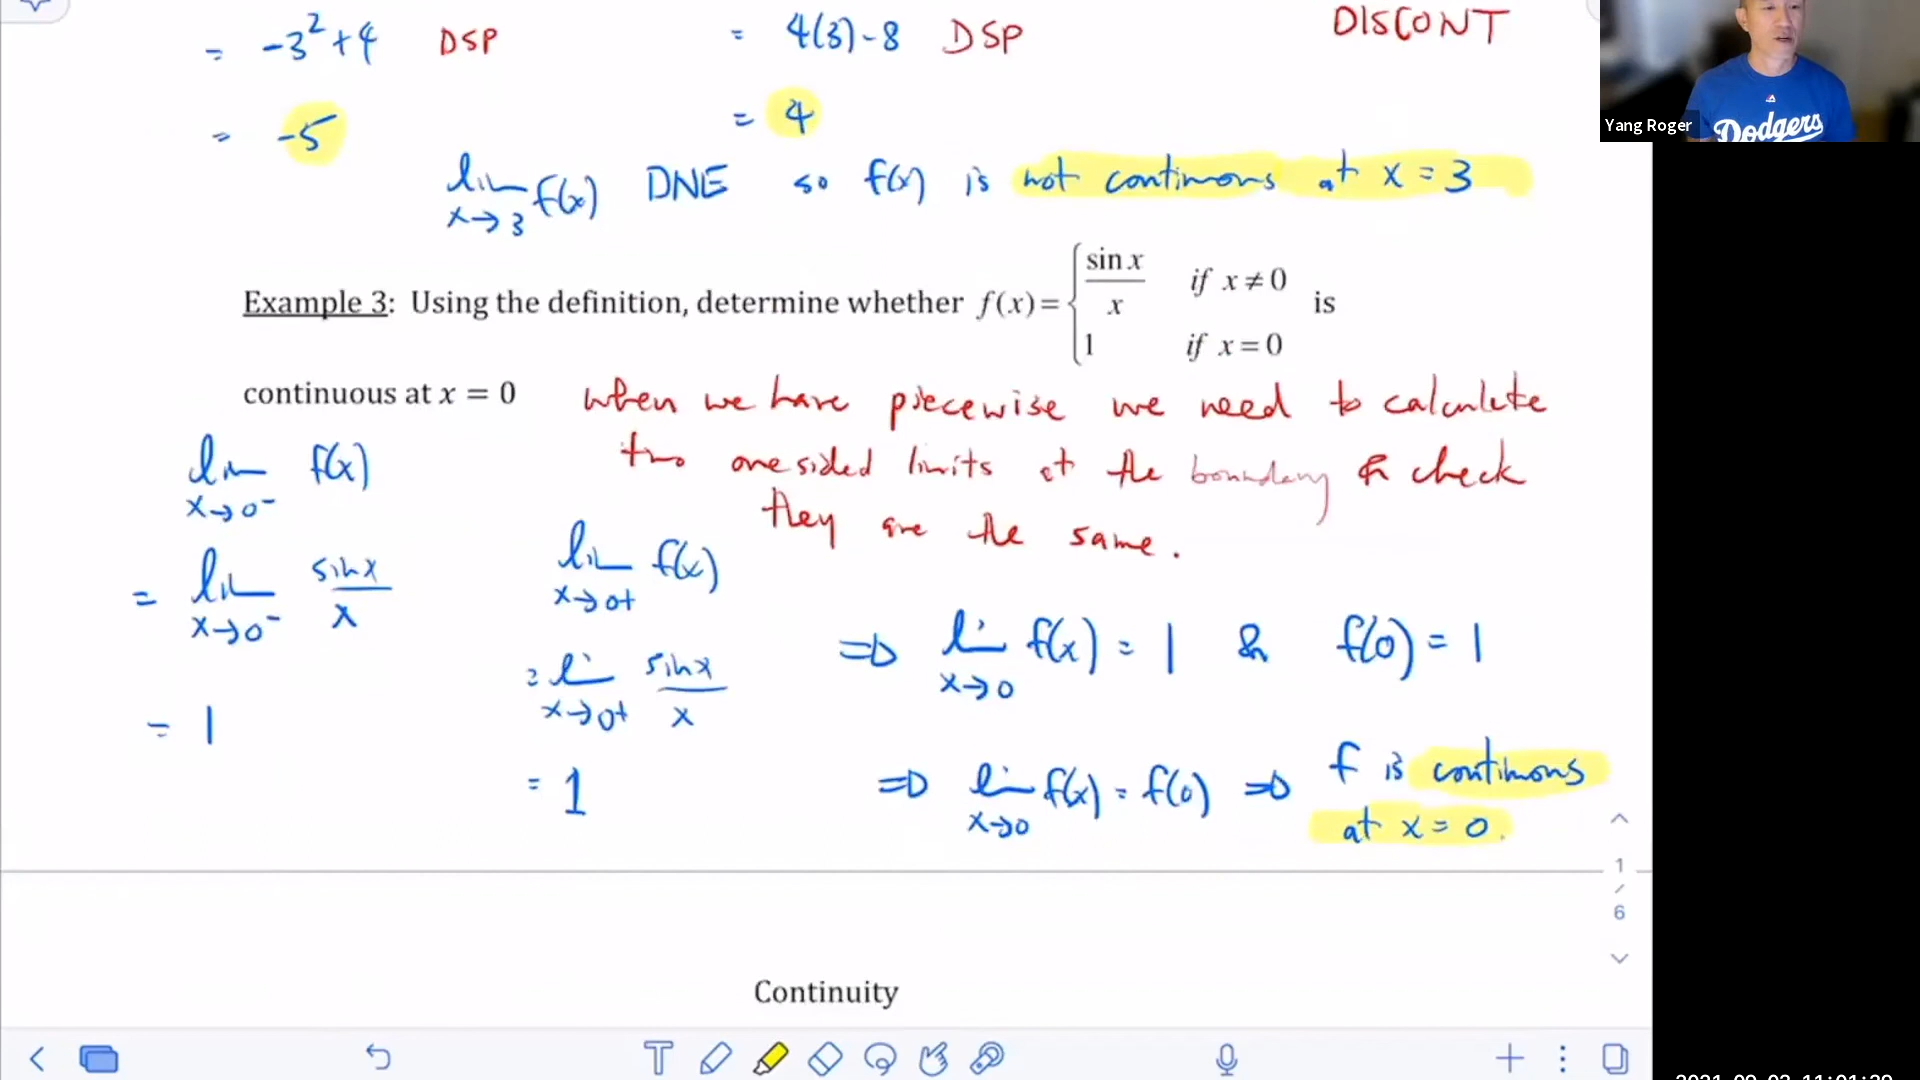 = -3² + 4 DSP = 4(3) - 8 DSP DISCONT
= -5 = 4
lim x→3 f(x) DNE so f(x) is not continuous at x = 3
Example 3: Using the definition, determine whether f(x) = { sin x / x if x ≠ 0
1 if x = 0 is
continuous at x = 0
when we have piecewise we need to calculate
two one sided limits at the boundary & check
they are the same.
lim x→0⁻ f(x)
= lim x→0⁻ sin x / x
= 1
lim x→0+ f(x)
= lim x→0+ sin x / x
= 1
⇒ lim x→0 f(x) = 1 & f(0) = 1
⇒ lim x→0 f(x) = f(0) ⇒ f is continuous
at x = 0.
1
/
6
Continuity
T
Yang Roger
Dodgers